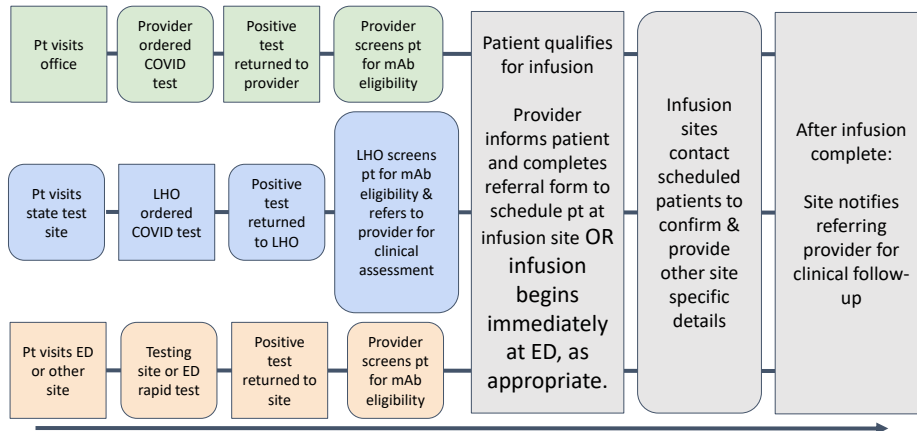 Pt visits
office
Provider
ordered
COVID
test
Positive
test
returned to
provider
Provider
screens pt
for mAb
eligibility
Pt visits
state test
site
LHO
ordered
COVID test
Positive
test
returned
to LHO
LHO screens
pt for mAb
eligibility &
refers to
provider for
clinical
assessment
Pt visits ED
or other
site
Testing
site or ED
rapid test
Positive
test
returned to
site
Provider
screens pt
for mAb
eligibility
Patient qualifies
for infusion
Provider
informs patient
and completes
referral form to
schedule pt at
infusion site OR
infusion
begins
immediately
at ED, as
appropriate.
Infusion
sites
contact
scheduled
patients to
confirm &
provide
other site
specific
details
After infusion
complete:
Site notifies
referring
provider for
clinical follow-
up